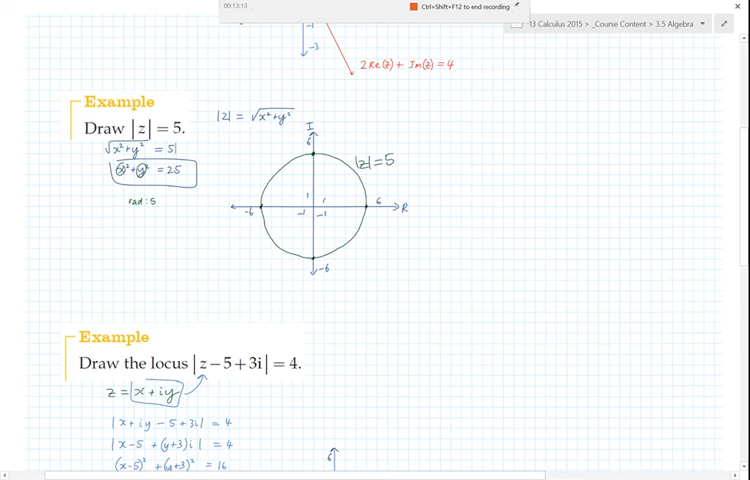 00:13:13
Ctrl+Shift+F12 to end recording
13 Calculus 2015 > _Course Content > 3.5 Algebra
-1
-3
2Re(z) + Im(z) = 4
Example
Draw |z| = 5.
|z| = √x²+y²
√x²+y² = 5
x²+y² = 25
rad: 5
I
6
|z| = 5
1
1
-6
-1
-1
6
R
-6
Example
Draw the locus |z − 5 + 3i| = 4.
z = x + iy
|x + iy − 5 + 3i| = 4
|x−5 + (y+3)i| = 4
(x−5)² + (y+3)² = 16
6